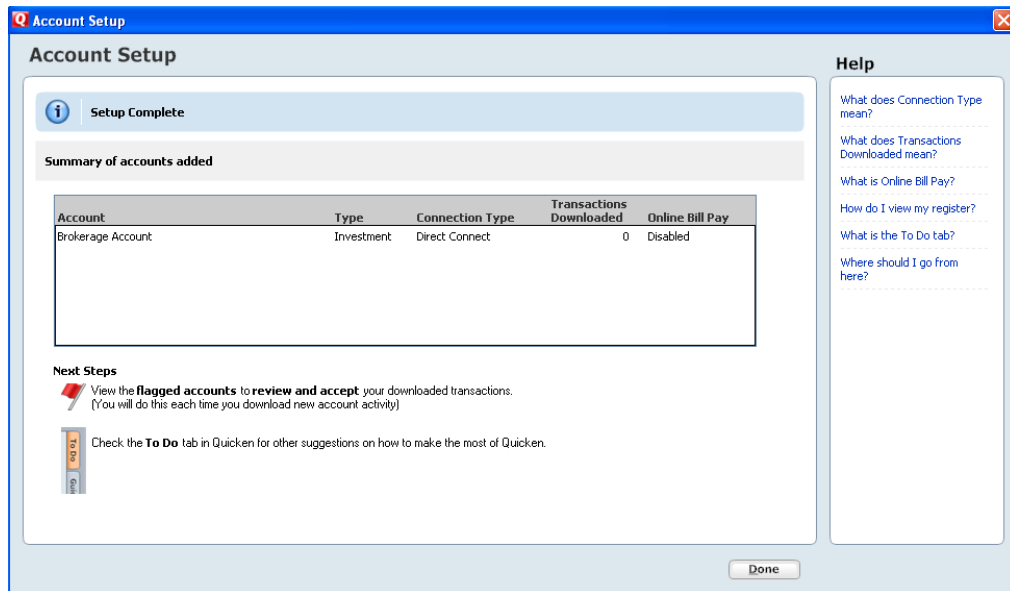 Q Account Setup
Account Setup
Setup Complete
Summary of accounts added
Account Type Connection Type Transactions Downloaded Online Bill Pay
Brokerage Account Investment Direct Connect 0 Disabled
Next Steps
View the flagged accounts to review and accept your downloaded transactions.
(You will do this each time you download new account activity)
To Do
Gui
Check the To Do tab in Quicken for other suggestions on how to make the most of Quicken.
Done
Help
What does Connection Type
mean?
What does Transactions
Downloaded mean?
What is Online Bill Pay?
How do I view my register?
What is the To Do tab?
Where should I go from
here?